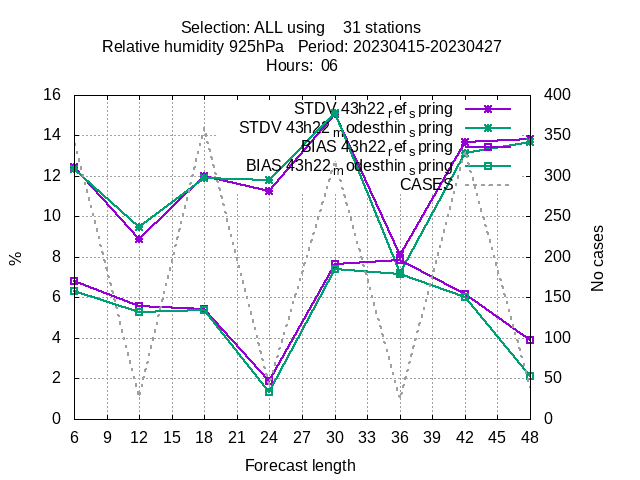 Selection: ALL using    31 stations
Relative humidity 925hPa   Period: 20230415-20230427
Hours:  06
STDV 43h22_ref_spring
STDV 43h22_modesthin_spring
BIAS 43h22_ref_spring
BIAS 43h22_modesthin_spring
CASES
16
14
12
10
8
6
4
2
0
%
400
350
300
250
200
150
100
50
0
No cases
6 9 12 15 18 21 24 27 30 33 36 39 42 45 48
Forecast length